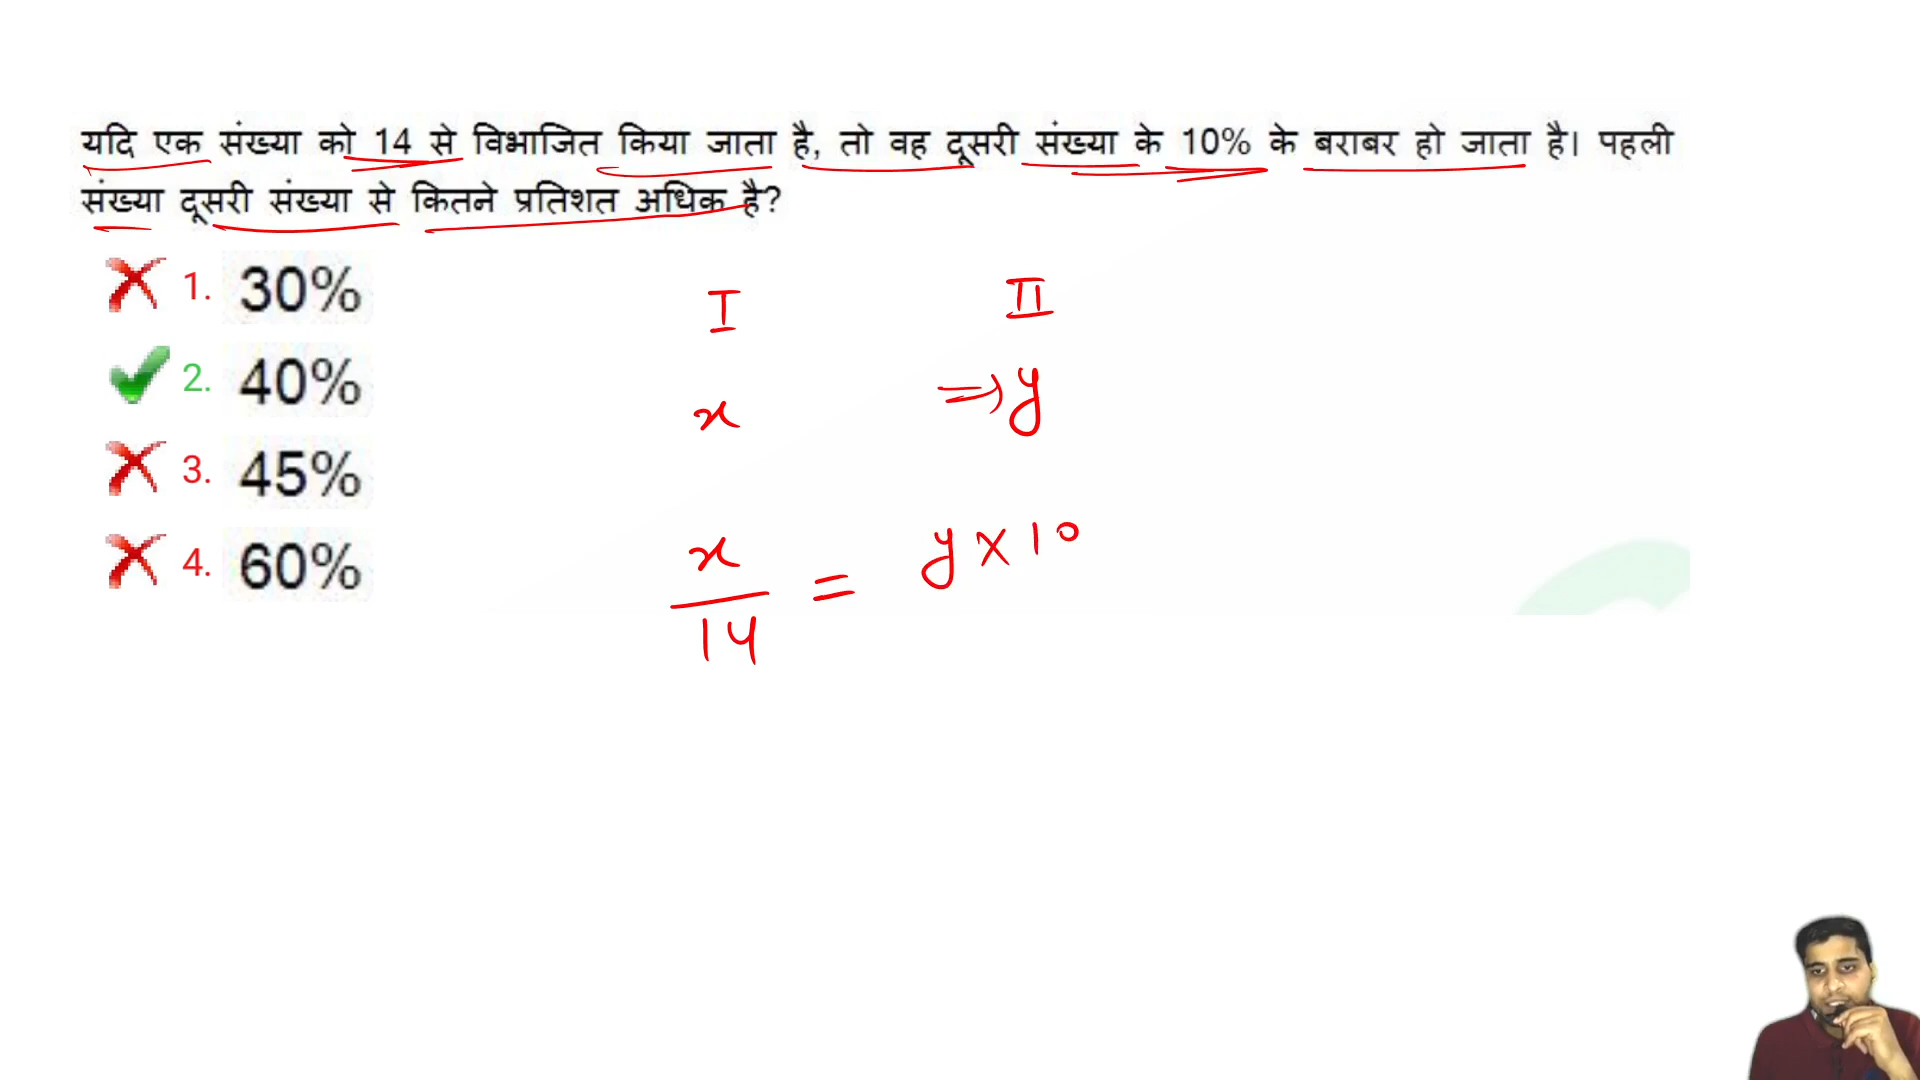 यदि एक संख्या को 14 से विभाजित किया जाता है, तो वह दूसरी संख्या के 10% के बराबर हो जाता है। पहली
संख्या दूसरी संख्या से कितने प्रतिशत अधिक है?
1. 30%
2. 40%
3. 45%
4. 60%
I II
x ⇒ y
x/14 = y × 10